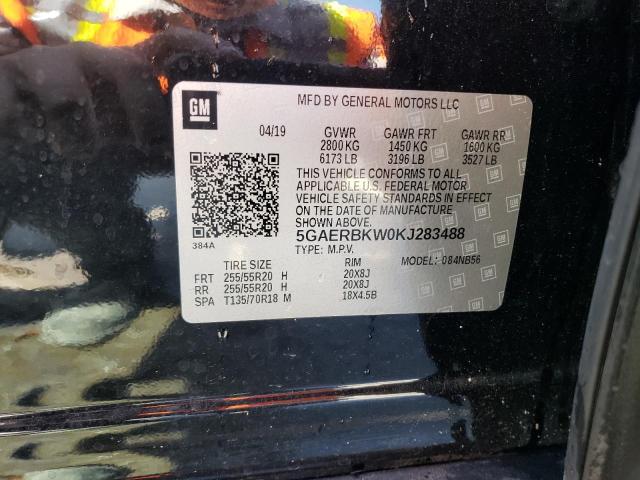 GM
MFD BY GENERAL MOTORS LLC
04/19 GVWR GAWR FRT GAWR RR
2800 KG 1450 KG 1600 KG
6173 LB 3196 LB 3527 LB
THIS VEHICLE CONFORMS TO ALL
APPLICABLE U.S. FEDERAL MOTOR
VEHICLE SAFETY STANDARDS IN EFFECT
ON THE DATE OF MANUFACTURE
SHOWN ABOVE.
384A
5GAERBKW0KJ283488
TYPE: M.P.V. MODEL: 084NB56
TIRE SIZE RIM
FRT 255/55R20 H 20X8J
RR 255/55R20 H 20X8J
SPA T135/70R18 M 18X4.5B